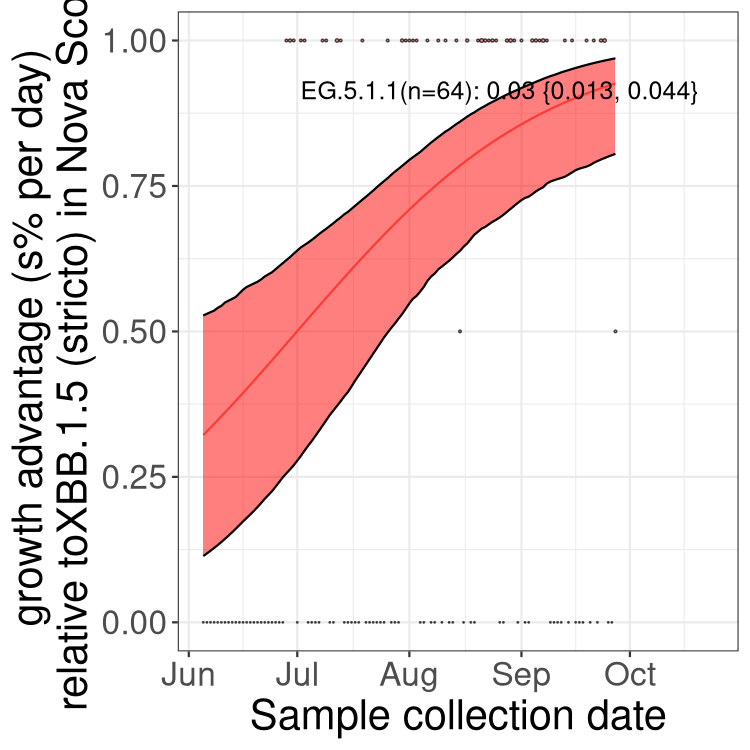 growth advantage (s% per day)
relative toXBB.1.5 (stricto) in Nova Sco
1.00
0.75
0.50
0.25
0.00
EG.5.1.1(n=64): 0.03 {0.013, 0.044}
Jun Jul Aug Sep Oct
Sample collection date